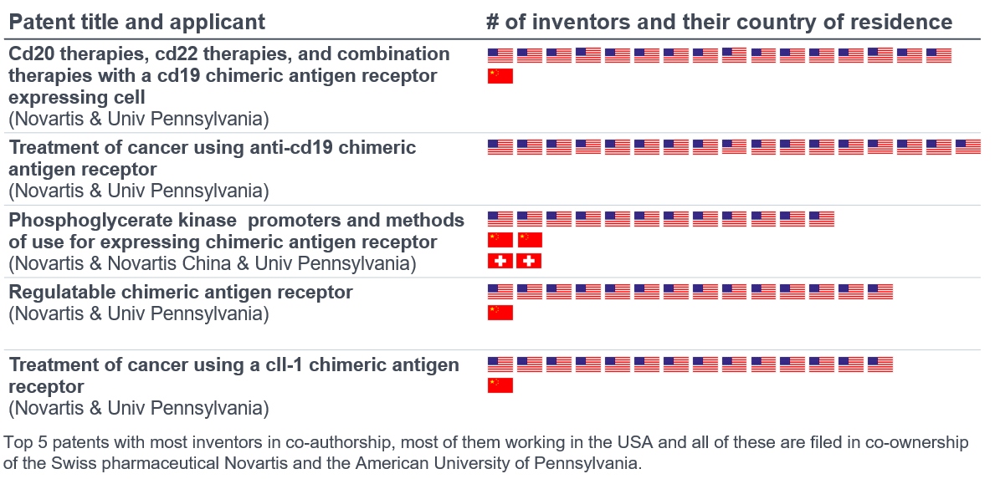 Patent title and applicant
# of inventors and their country of residence
Cd20 therapies, cd22 therapies, and combination
therapies with a cd19 chimeric antigen receptor
expressing cell
(Novartis & Univ Pennsylvania)
Treatment of cancer using anti-cd19 chimeric
antigen receptor
(Novartis & Univ Pennsylvania)
Phosphoglycerate kinase  promoters and methods
of use for expressing chimeric antigen receptor
(Novartis & Novartis China & Univ Pennsylvania)
Regulatable chimeric antigen receptor
(Novartis & Univ Pennsylvania)
Treatment of cancer using a cll-1 chimeric antigen
receptor
(Novartis & Univ Pennsylvania)
Top 5 patents with most inventors in co-authorship, most of them working in the USA and all of these are filed in co-ownership
of the Swiss pharmaceutical Novartis and the American University of Pennsylvania.